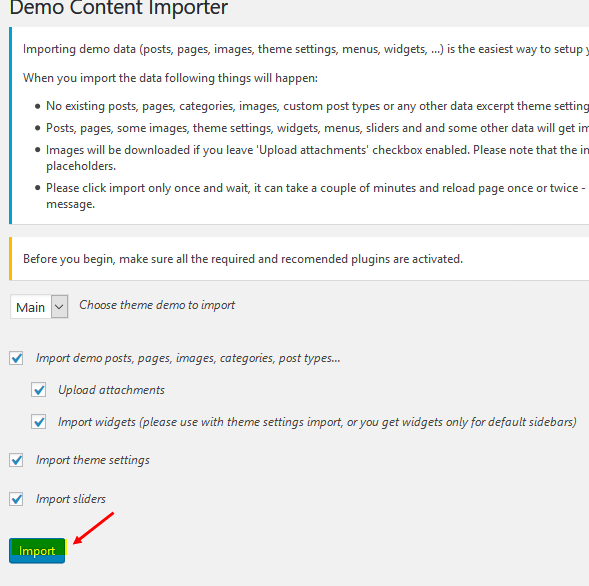 Demo Content Importer
Importing demo data (posts, pages, images, theme settings, menus, widgets, ...) is the easiest way to setup
When you import the data following things will happen:
No existing posts, pages, categories, images, custom post types or any other data excerpt theme setting
Posts, pages, some images, theme settings, widgets, menus, sliders and and some other data will get
Images will be downloaded if you leave 'Upload attachments' checkbox enabled. Please note that the
placeholders.
Please click import only once and wait, it can take a couple of minutes and reload page once or twice -
message.
Before you begin, make sure all the required and recomended plugins are activated.
Main Choose theme demo to import
Import demo posts, pages, images, categories, post types...
Upload attachments
Import widgets (please use with theme settings import, or you get widgets only for default sidebars)
Import theme settings
Import sliders
Import